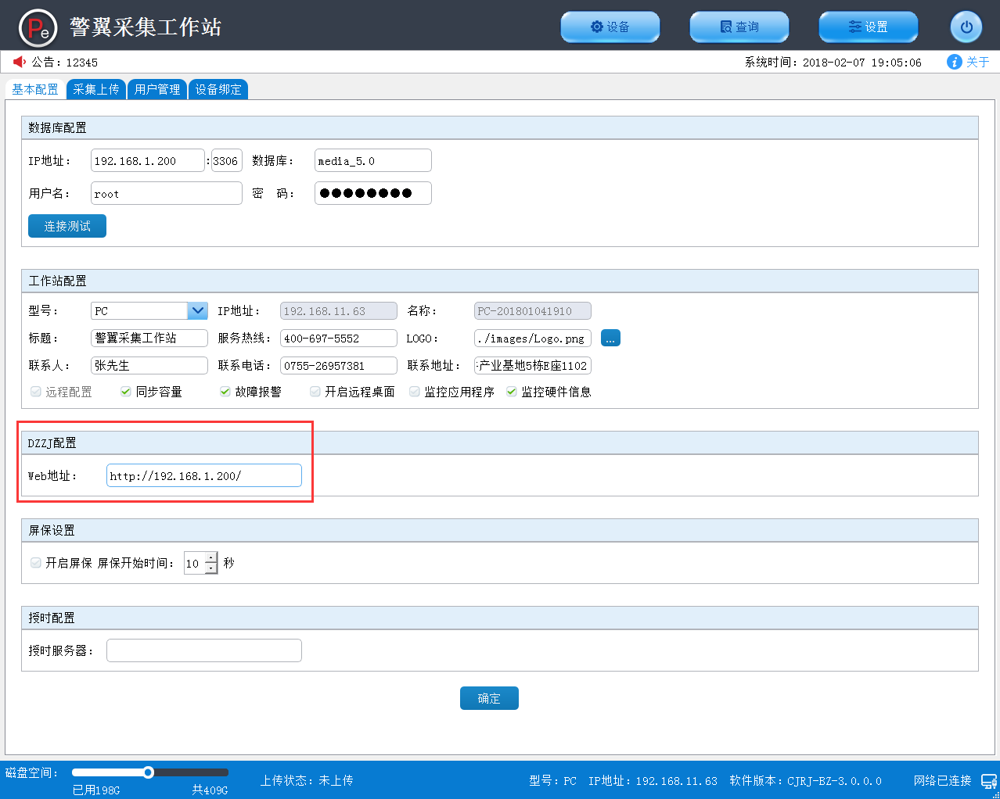 Pe 警翼采集工作站 设备 查询 设置
公告：12345 系统时间：2018-02-07 19:05:06 关于
基本配置 采集上传 用户管理 设备绑定
数据库配置
IP地址： 192.168.1.200 : 3306 数据库： media_5.0
用户名： root 密 码： ●●●●●●●●
连接测试
工作站配置
型号： PC IP地址： 192.168.11.63 名称： PC-201801041910
标题： 警翼采集工作站 服务热线： 400-697-5552 LOGO： ./images/Logo.png ...
联系人： 张先生 联系电话： 0755-26957381 联系地址： 产业基地5栋E座1102
远程配置 同步容量 故障报警 开启远程桌面 监控应用程序 监控硬件信息
DZZJ配置
Web地址： http://192.168.1.200/
屏保设置
开启屏保 屏保开始时间： 10 秒
授时配置
授时服务器：
确定
磁盘空间：
已用198G 共409G
上传状态：未上传 型号：PC IP地址：192.168.11.63 软件版本：CJRJ-BZ-3.0.0.0 网络已连接